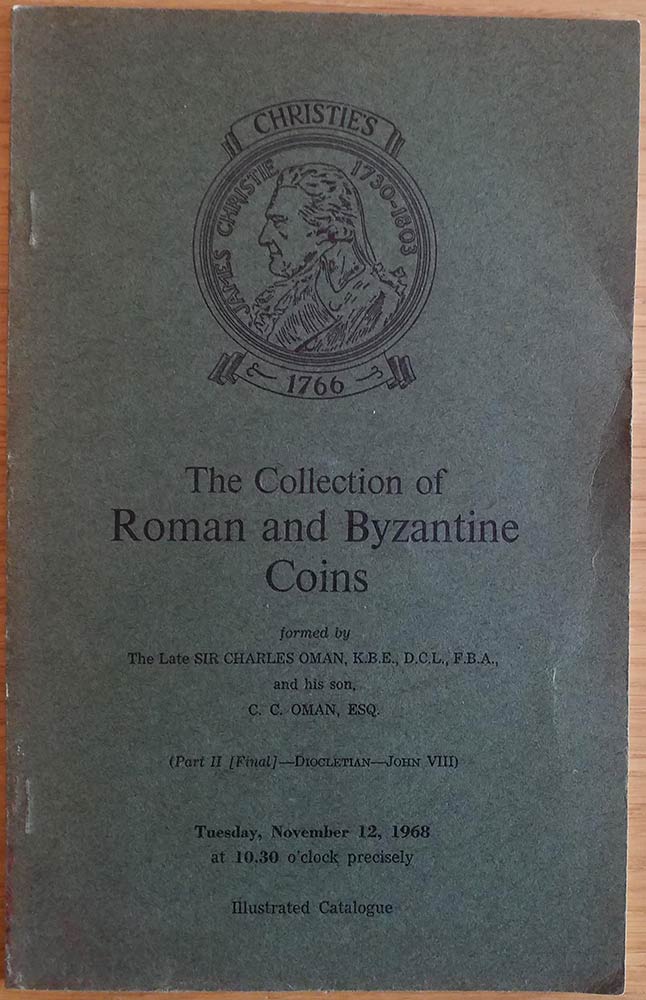 CHRISTIE'S
JAMES CHRISTIE 1730-1803
1766
The Collection of
Roman and Byzantine
Coins
formed by
The Late SIR CHARLES OMAN, K.B.E., D.C.L., F.B.A.,
and his son,
C. C. OMAN, ESQ.
(Part II [Final]—DIOCLETIAN—JOHN VIII)
Tuesday, November 12, 1968
at 10.30 o'clock precisely
Illustrated Catalogue